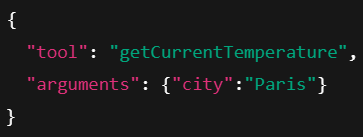 {
  "tool": "getCurrentTemperature",
  "arguments": {"city":"Paris"}
}